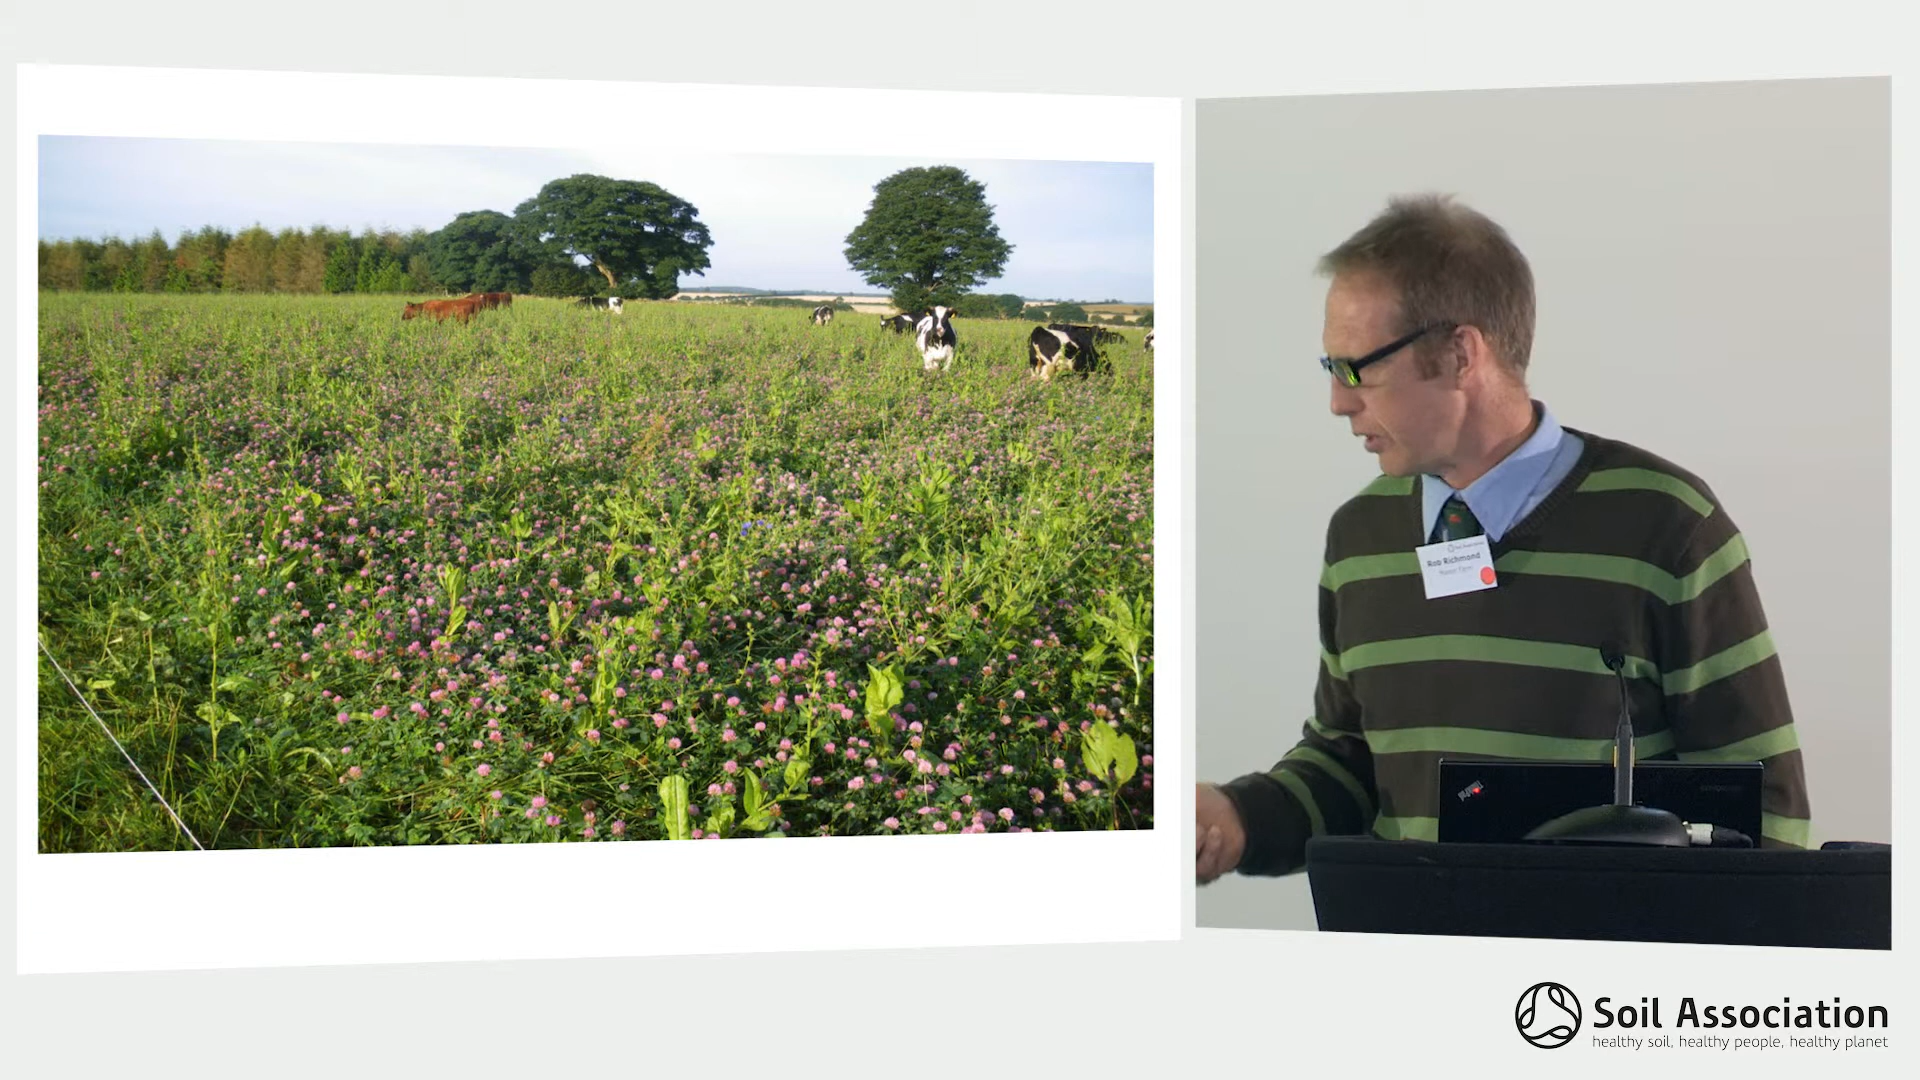 Rob Richmond
Soil Association
healthy soil, healthy people, healthy planet